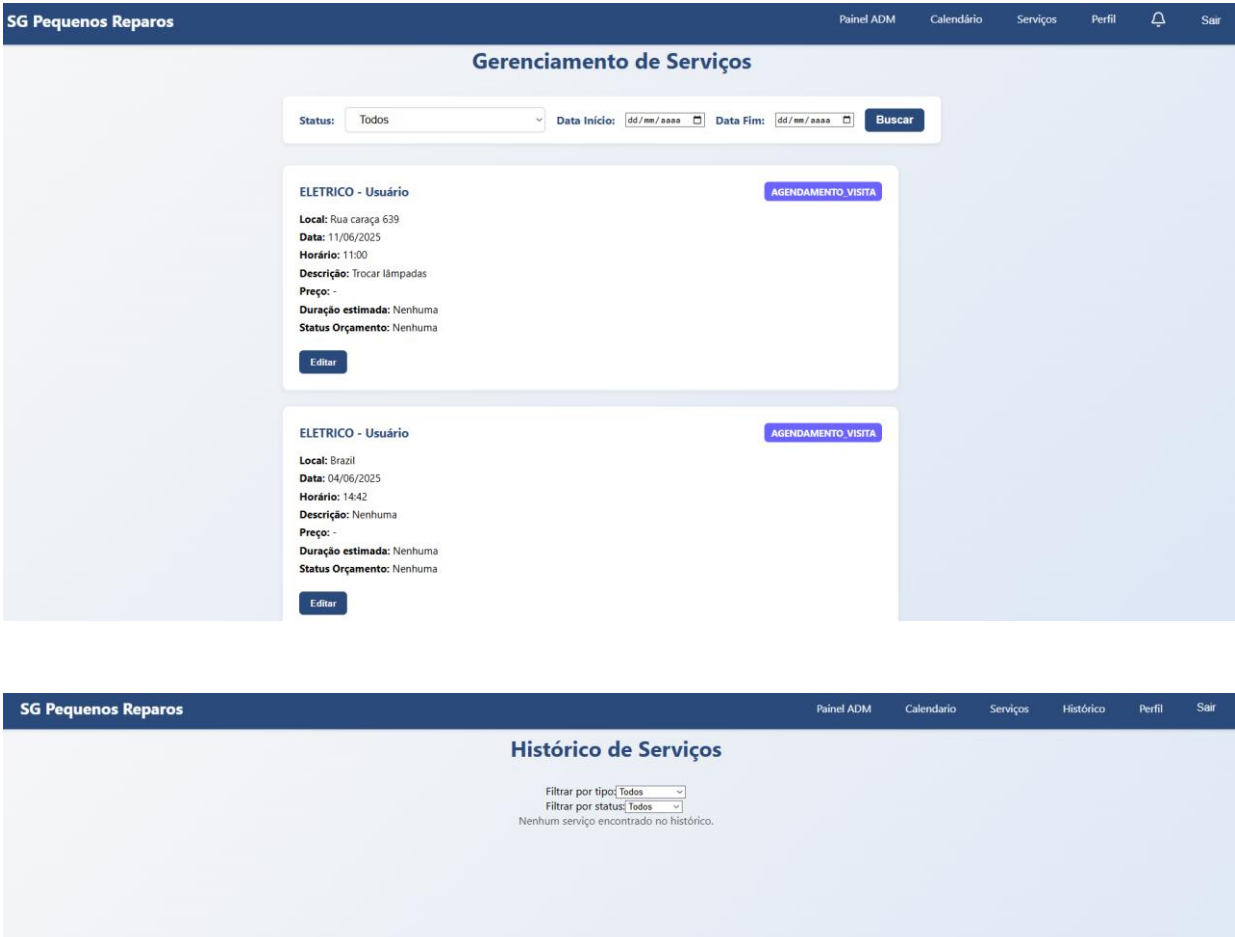 SG Pequenos Reparos Painel ADM Calendário Serviços Perfil Sair
Gerenciamento de Serviços
Status: Todos Data Início: dd/mm/aaaa Data Fim: dd/mm/aaaa Buscar
ELETRICO - Usuário AGENDAMENTO_VISITA
Local: Rua caraça 639
Data: 11/06/2025
Horário: 11:00
Descrição: Trocar lâmpadas
Preço: -
Duração estimada: Nenhuma
Status Orçamento: Nenhuma
Editar
ELETRICO - Usuário AGENDAMENTO_VISITA
Local: Brazil
Data: 04/06/2025
Horário: 14:42
Descrição: Nenhuma
Preço: -
Duração estimada: Nenhuma
Status Orçamento: Nenhuma
Editar
SG Pequenos Reparos Painel ADM Calendario Serviços Histórico Perfil Sair
Histórico de Serviços
Filtrar por tipo: Todos
Filtrar por status: Todos
Nenhum serviço encontrado no histórico.